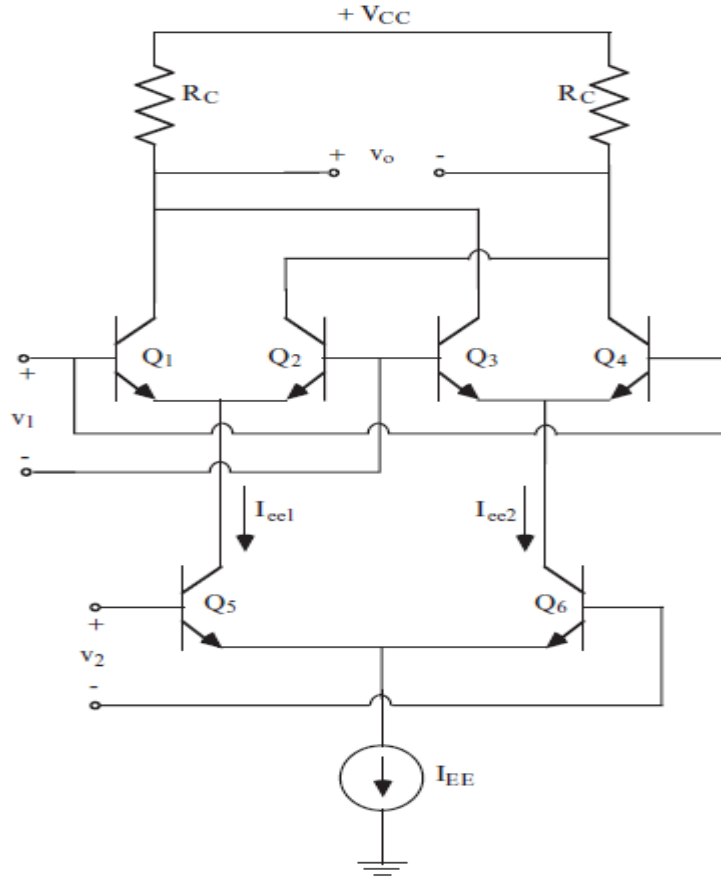 + VCC
RC RC
+ vo -
Q1 Q2 Q3 Q4
+
v1
-
Iee1 Iee2
Q5 Q6
+
v2
-
IEE